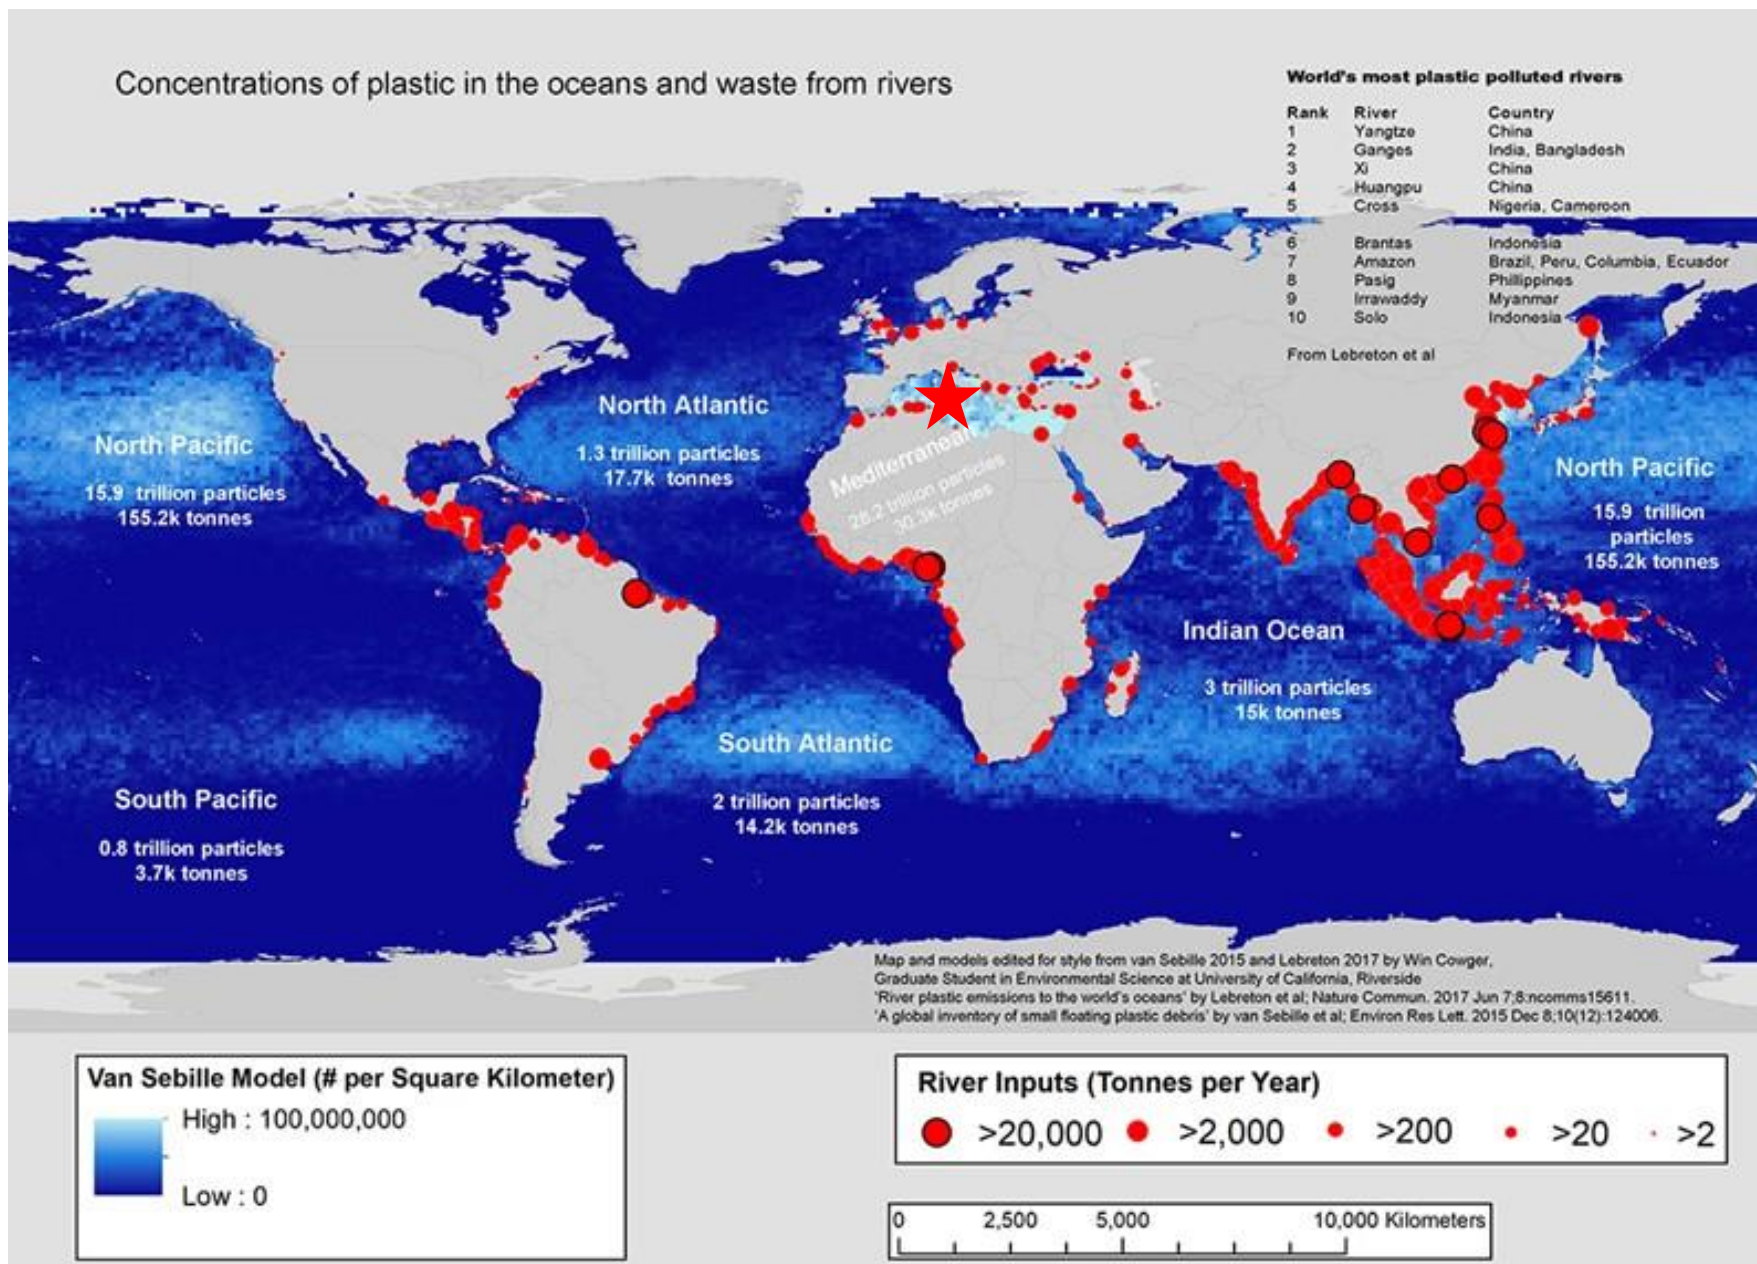 Concentrations of plastic in the oceans and waste from rivers
World's most plastic polluted rivers
Rank River Country
1 Yangtze China
2 Ganges India, Bangladesh
3 Xi China
4 Huangpu China
5 Cross Nigeria, Cameroon
6 Brantas Indonesia
7 Amazon Brazil, Peru, Columbia, Ecuador
8 Pasig Phillippines
9 Irrawaddy Myanmar
10 Solo Indonesia
From Lebreton et al
North Pacific
15.9 trillion particles
155.2k tonnes
North Atlantic
1.3 trillion particles
17.7k tonnes
Mediterranean
28.2 trillion particles
30.3k tonnes
North Pacific
15.9 trillion
particles
155.2k tonnes
Indian Ocean
3 trillion particles
15k tonnes
South Atlantic
2 trillion particles
14.2k tonnes
South Pacific
0.8 trillion particles
3.7k tonnes
Map and models edited for style from van Sebille 2015 and Lebreton 2017 by Win Cowger,
Graduate Student in Environmental Science at University of California, Riverside
'River plastic emissions to the world's oceans' by Lebreton et al; Nature Commun. 2017 Jun 7;8:ncomms15611.
'A global inventory of small floating plastic debris' by van Sebille et al; Environ Res Lett. 2015 Dec 8;10(12):124006.
Van Sebille Model (# per Square Kilometer)
High : 100,000,000
Low : 0
River Inputs (Tonnes per Year)
>20,000 >2,000 >200 >20 >2
0 2,500 5,000 10,000 Kilometers